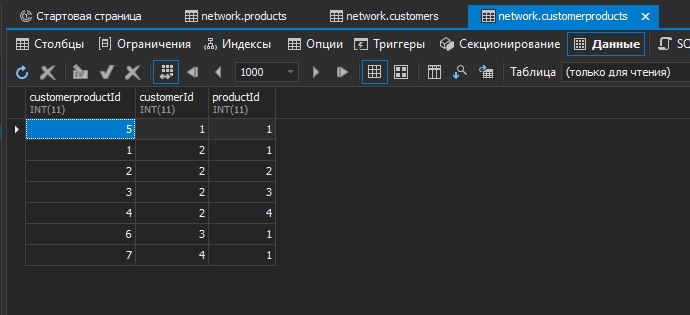 Стартовая страница network.products network.customers network.customerproducts
Столбцы Ограничения Индексы Опции Триггеры Секционирование Данные SQ
1000 Таблица (только для чтения)
customerproductId customerId productId
INT(11) INT(11) INT(11)
5 1 1
1 2 1
2 2 2
3 2 3
4 2 4
6 3 1
7 4 1